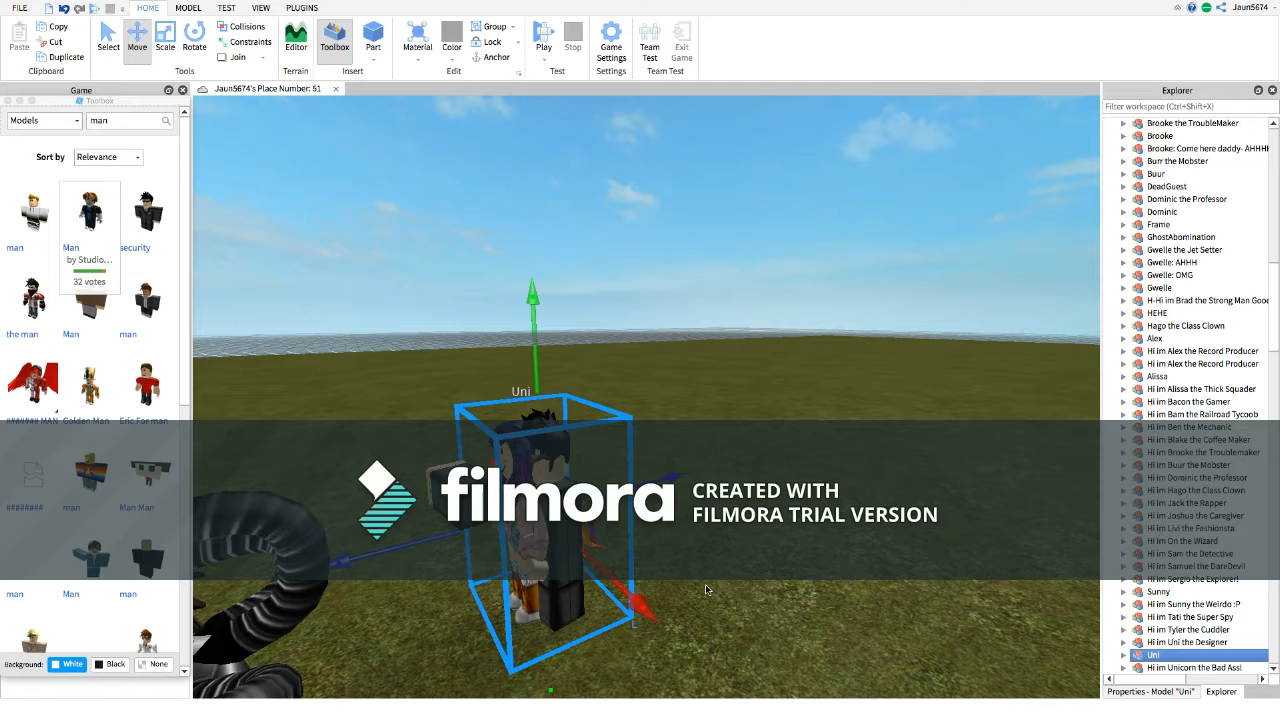 FILE
HOME
MODEL
TEST
VIEW
PLUGINS
Jaun5674
Paste
Copy
Cut
Duplicate
Clipboard
Select
Move
Scale
Rotate
Collisions
Constraints
Join
Tools
Editor
Terrain
Toolbox
Part
Insert
Material
Color
Group
Lock
Anchor
Edit
Play
Stop
Test
Game
Settings
Settings
Team
Test
Exit
Game
Team Test
Game
Toolbox
Models
man
Sort by
Relevance
man
Man
security
by Studio...
32 votes
the man
Man
man
####### MAN
Golden Man
Eric For man
########
man
Man Man
man
Man
man
Background:
White
Black
None
Jaun5674's Place Number: 51
Uni
L
filmora
CREATED WITH
FILMORA TRIAL VERSION
Explorer
Filter workspace (Ctrl+Shift+X)
Brooke the TroubleMaker
Brooke
Brooke: Come here daddy- AHHHH
Burr the Mobster
Buur
DeadGuest
Dominic the Professor
Dominic
Frame
GhostAbomination
Gwelle the Jet Setter
Gwelle: AHHH
Gwelle: OMG
Gwelle
H-Hi im Brad the Strong Man Good
HEHE
Hago the Class Clown
Alex
Hi im Alex the Record Producer
Hi im Alex the Record Producer
Alissa
Hi im Alissa the Thick Squader
Hi im Bacon the Gamer
Hi im Bam the Railroad Tycoob
Hi im Ben the Mechanic
Hi im Blake the Coffee Maker
Hi im Brooke the Troublemaker
Hi im Buur the Mobster
Hi im Dominic the Professor
Hi im Hago the Class Clown
Hi im Jack the Rapper
Hi im Joshua the Caregiver
Hi im Livi the Fashionsta
Hi im On the Wizard
Hi im Sam the Detective
Hi im Samuel the DareDevil
Hi im Sergio the Explorer!
Sunny
Hi im Sunny the Weirdo :P
Hi im Tati the Super Spy
Hi im Tyler the Cuddler
Hi im Uni the Designer
Uni
Hi im Unicorn the Bad Ass!
Properties - Model "Uni"
Explorer